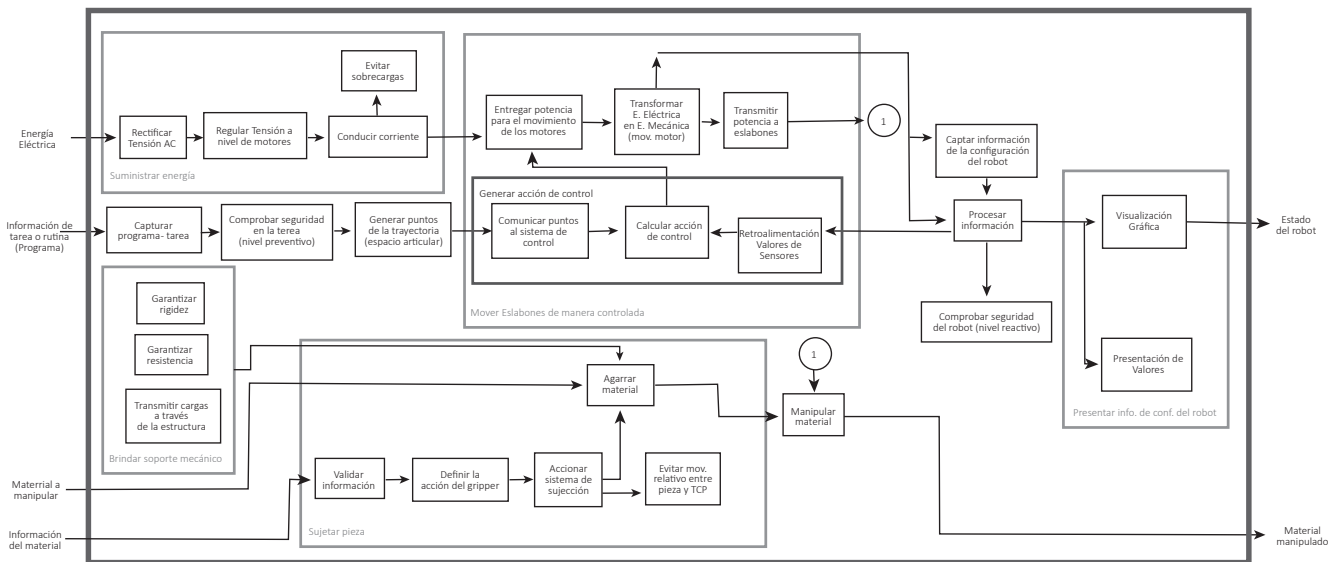 Energía
Eléctrica
Rectificar
Tensión AC
Regular Tensión a
nivel de motores
Evitar
sobrecargas
Conducir corriente
Suministrar energía
Entregar potencia
para el movimiento
de los motores
Transformar
E. Eléctrica
en E. Mecánica
(mov. motor)
Transmitir
potencia a
eslabones
1
Captar información
de la configuración
del robot
Información de
tarea o rutina
(Programa)
Capturar
programa- tarea
Comprobar seguridad
en la terea
(nivel preventivo)
Generar puntos
de la trayectoria
(espacio articular)
Generar acción de control
Comunicar puntos
al sistema de
control
Calcular acción
de control
Retroalimentación
Valores de
Sensores
Mover Eslabones de manera controlada
Procesar
información
Comprobar seguridad
del robot (nivel reactivo)
Visualización
Gráfica
Presentación de
Valores
Presentar info. de conf. del robot
Estado
del robot
Garantizar
rigidez
Garantizar
resistencia
Transmitir cargas
a través
de la estructura
Brindar soporte mecánico
Agarrar
material
1
Manipular
material
Materrial a
manipular
Validar
información
Definir la
acción del gripper
Accionar
sistema de
sujección
Evitar mov.
relativo entre
pieza y TCP
Sujetar pieza
Información
del material
Material
manipulado